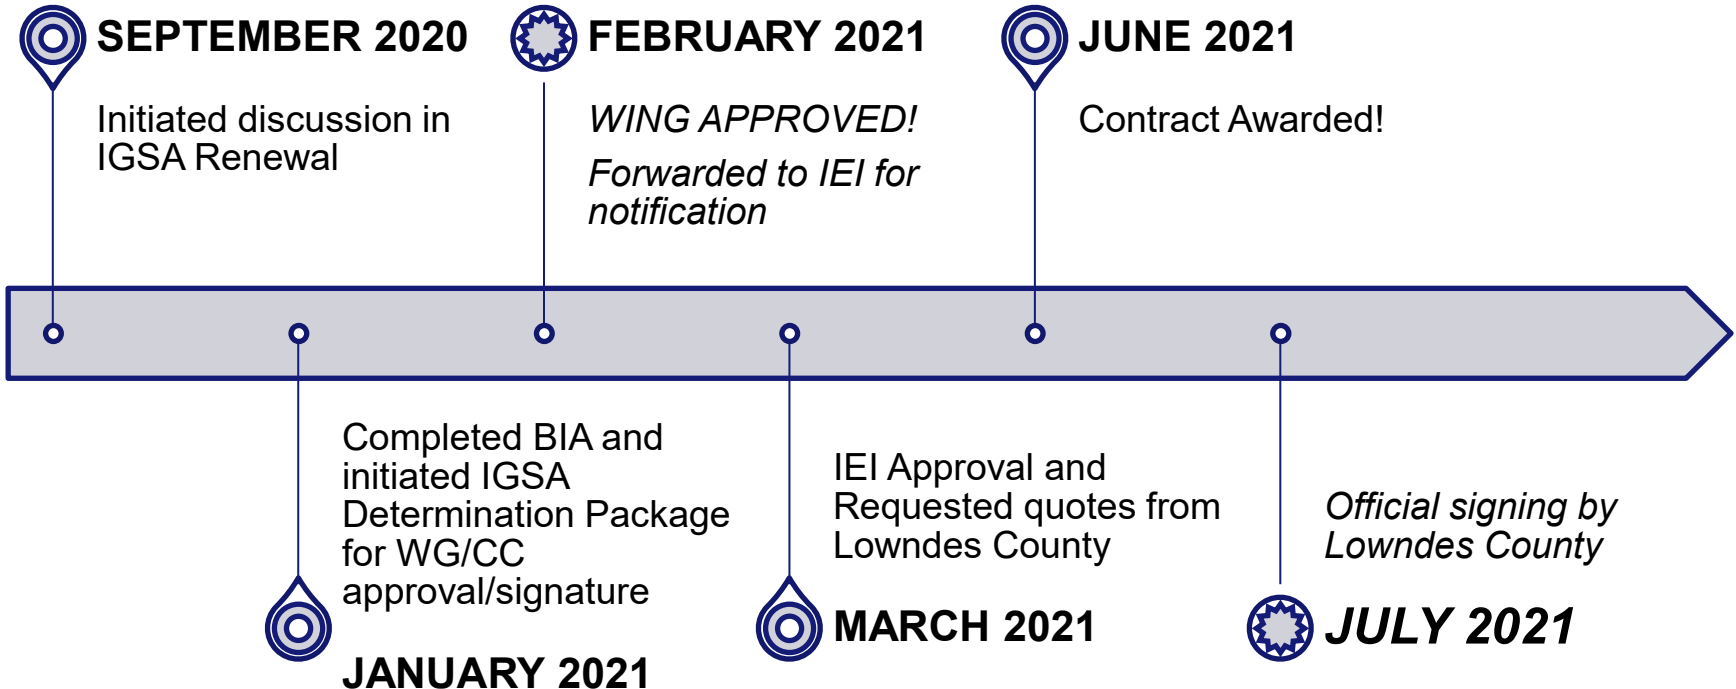 SEPTEMBER 2020
Initiated discussion in
IGSA Renewal
FEBRUARY 2021
WING APPROVED!
Forwarded to IEI for
notification
JUNE 2021
Contract Awarded!
Completed BIA and
initiated IGSA
Determination Package
for WG/CC
approval/signature
JANUARY 2021
IEI Approval and
Requested quotes from
Lowndes County
MARCH 2021
Official signing by
Lowndes County
JULY 2021